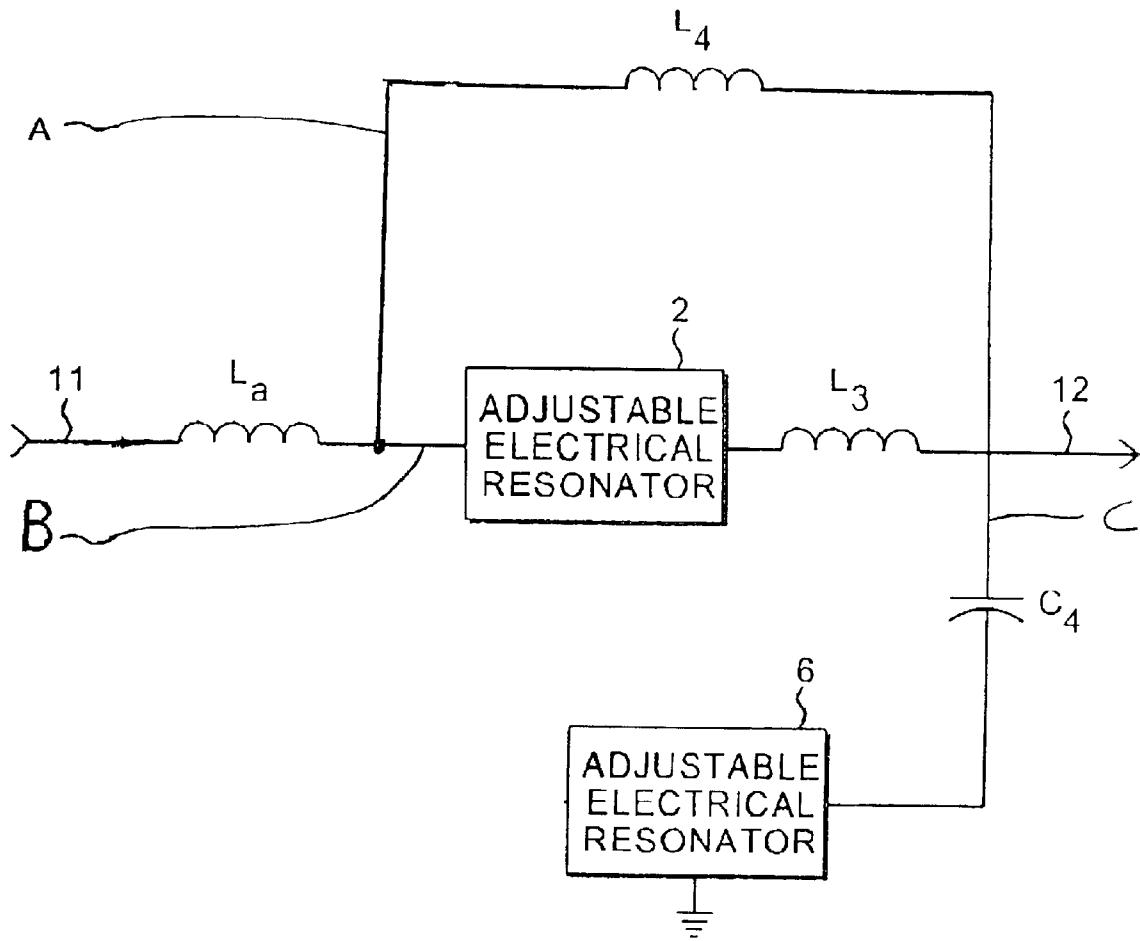 L4
A
2
11
La
ADJUSTABLE
ELECTRICAL
RESONATOR
L3
12
B
C
C4
6
ADJUSTABLE
ELECTRICAL
RESONATOR